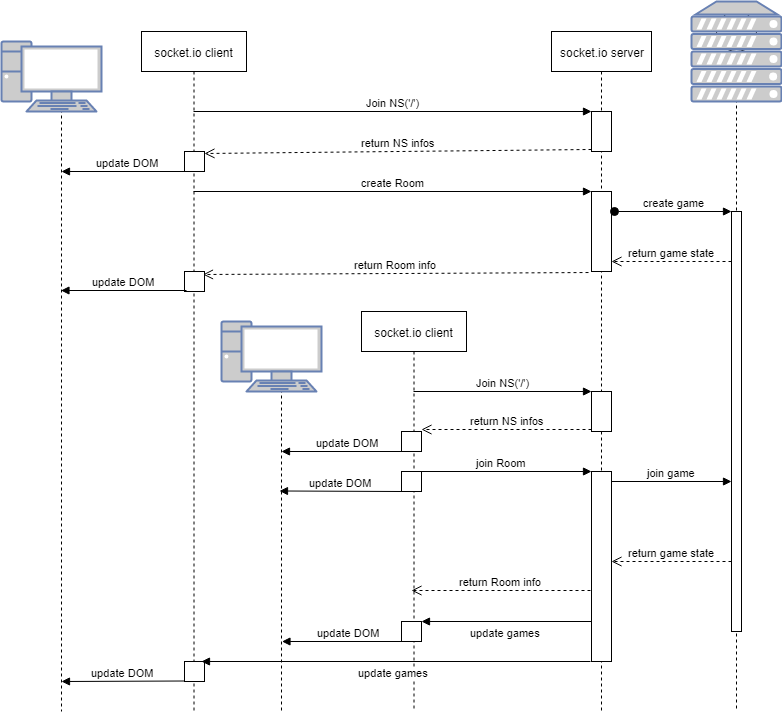 socket.io client
socket.io server
Join NS('/')
return NS infos
update DOM
create Room
create game
return game state
return Room info
update DOM
socket.io client
Join NS('/')
return NS infos
update DOM
join Room
join game
update DOM
return game state
return Room info
update DOM
update games
update DOM
update games